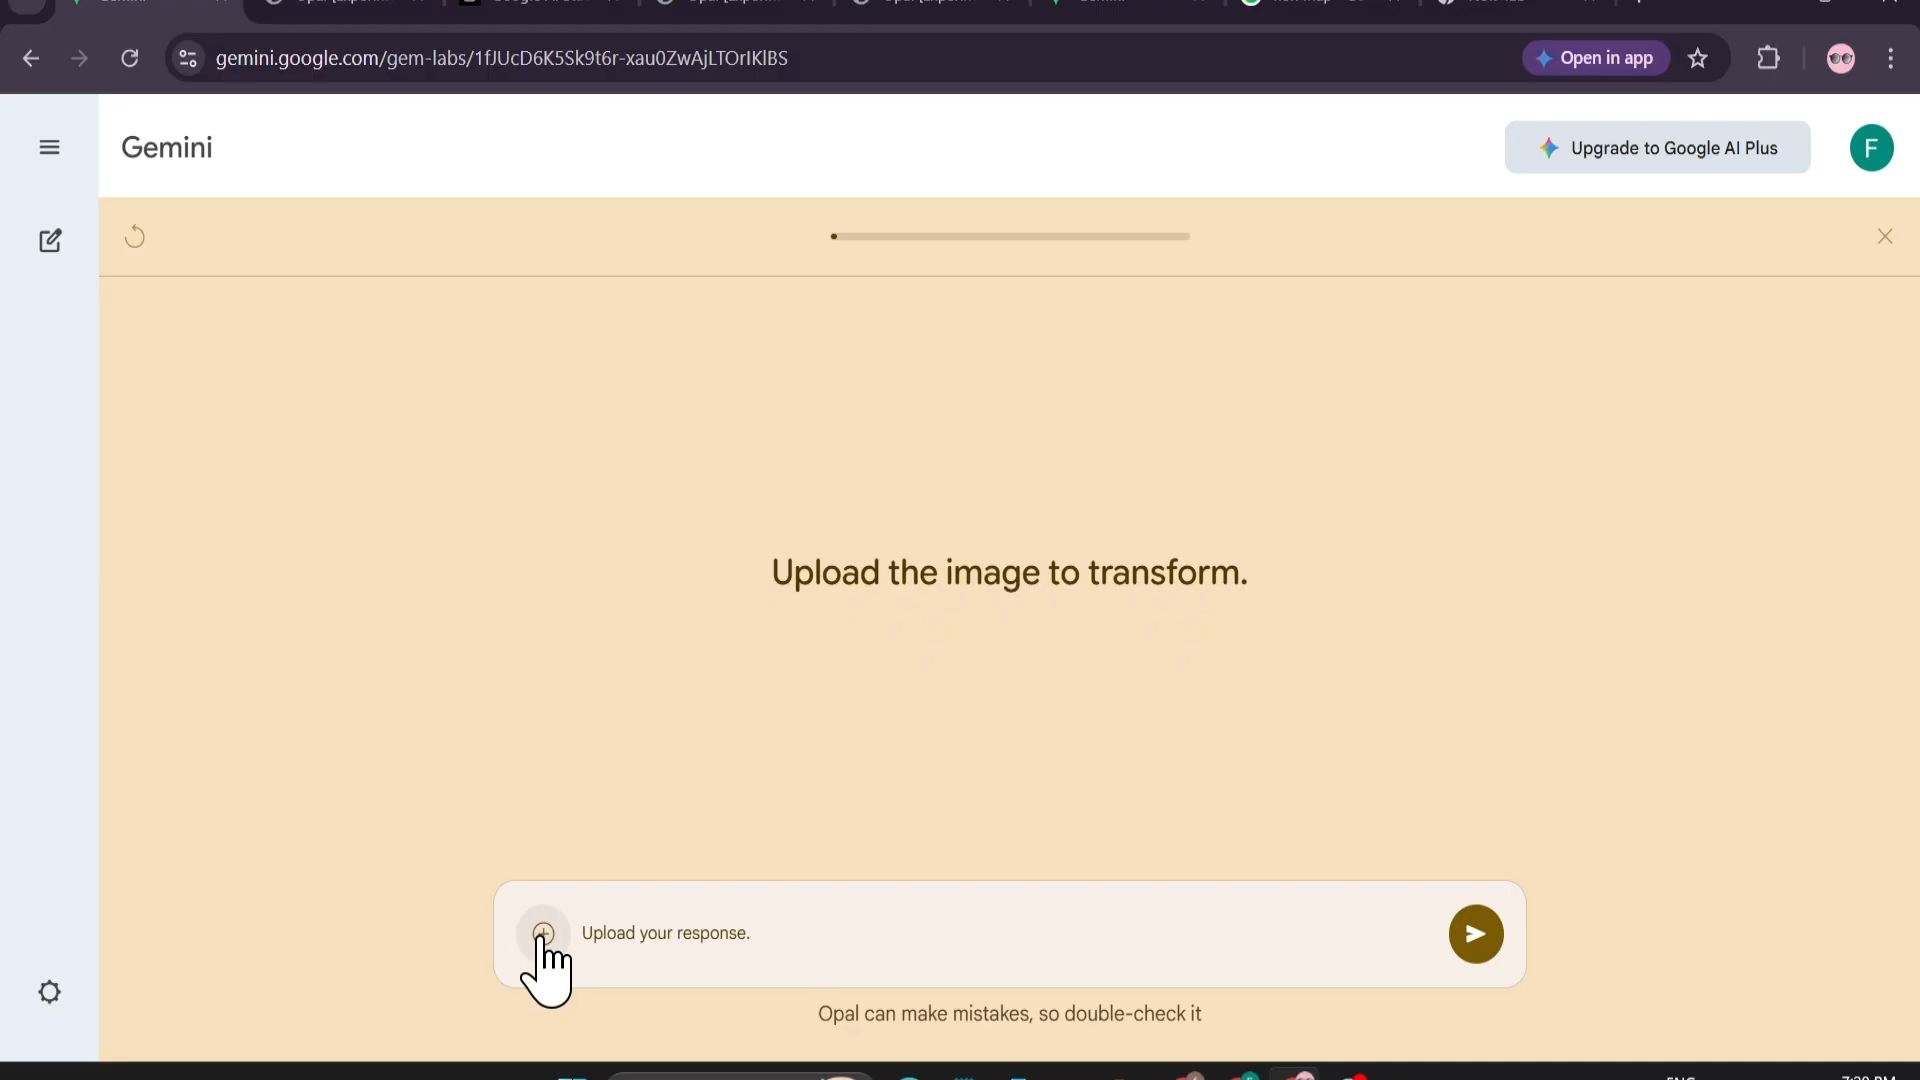 gemini.google.com/gem-labs/1fJUcD6K5Sk9t6r-xau0ZwAjLTOrIKlBS
Open in app
Gemini
Upgrade to Google AI Plus
F
Upload the image to transform.
Upload your response.
Opal can make mistakes, so double-check it